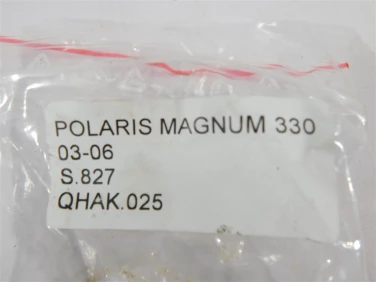 POLARIS MAGNUM 330
03-06
S.827
QHAK.025